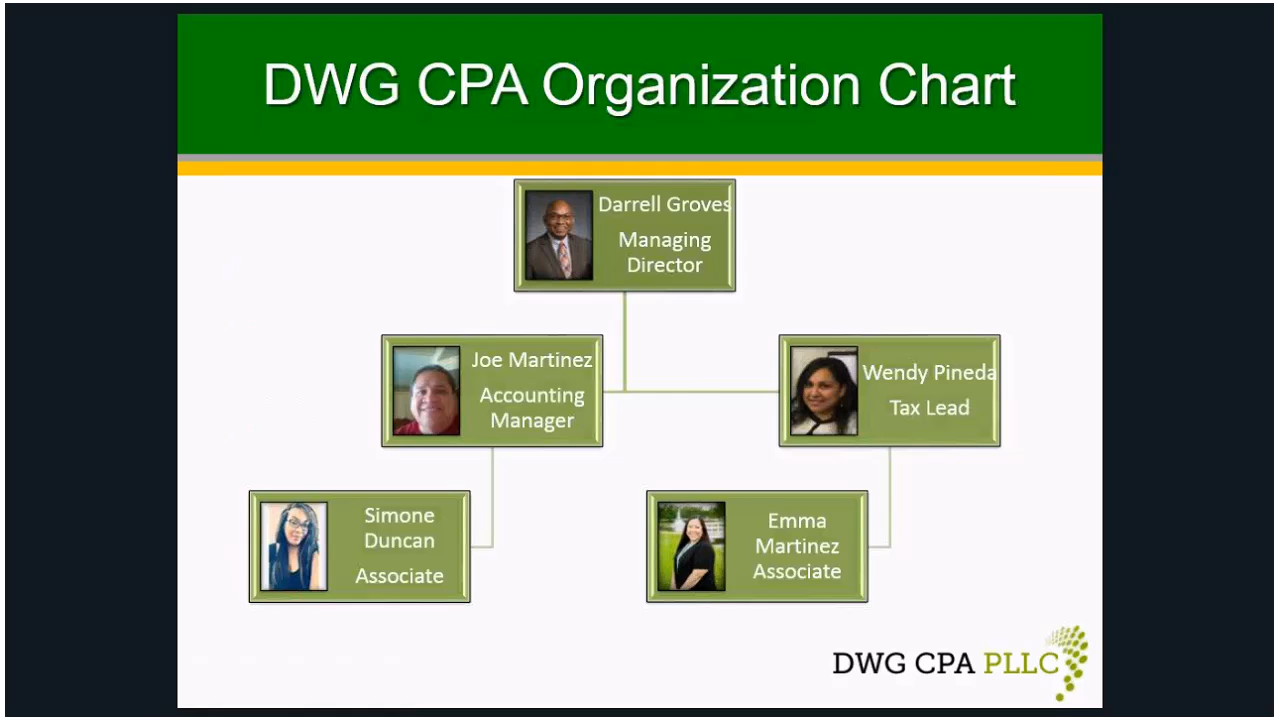 DWG CPA Organization Chart
Darrell Groves
Managing
Director
Joe Martinez
Accounting
Manager
Wendy Pineda
Tax Lead
Simone
Duncan
Associate
Emma
Martinez
Associate
DWG CPA PLLC